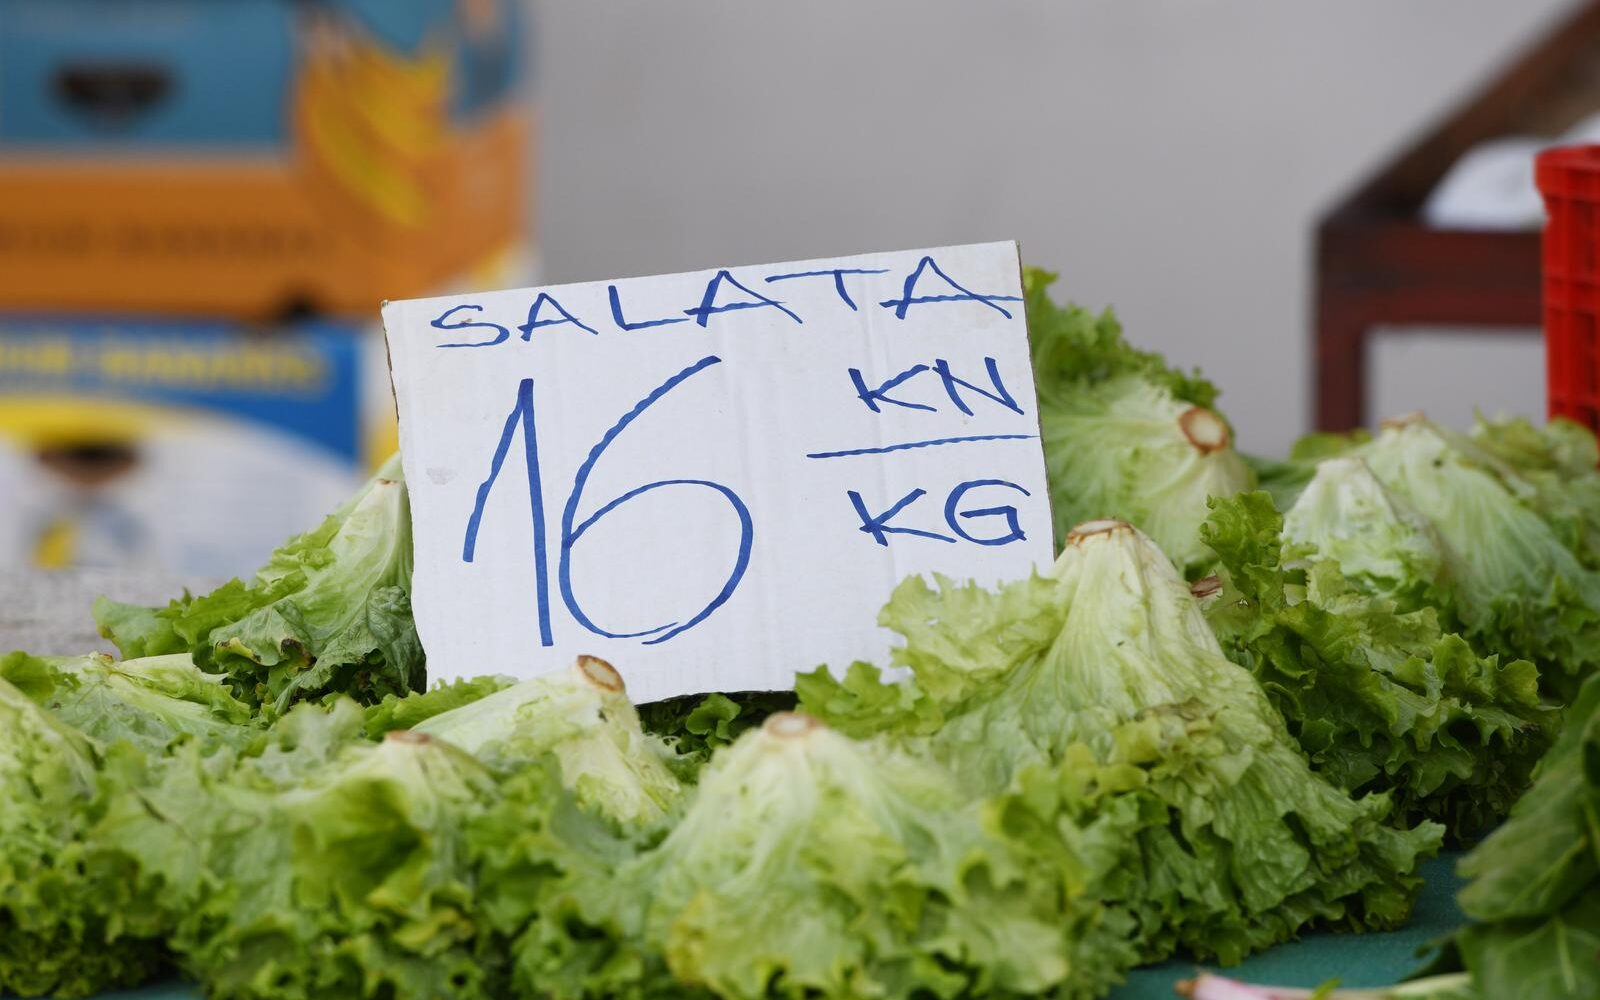 SALATA
16 KN
KG